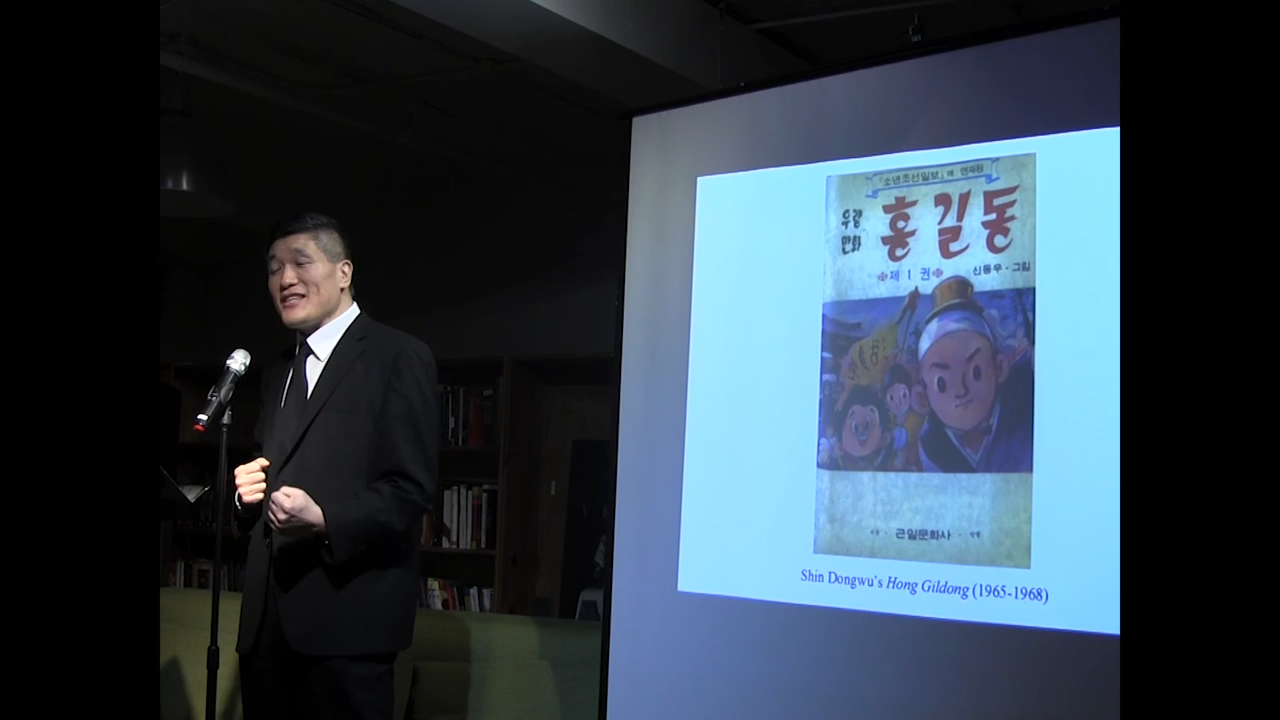 『소년조선일보』에 연재된
우량
만화
홍길동
제 1 권
신동우·그림
근일문화사
Shin Dongwu's Hong Gildong (1965-1968)